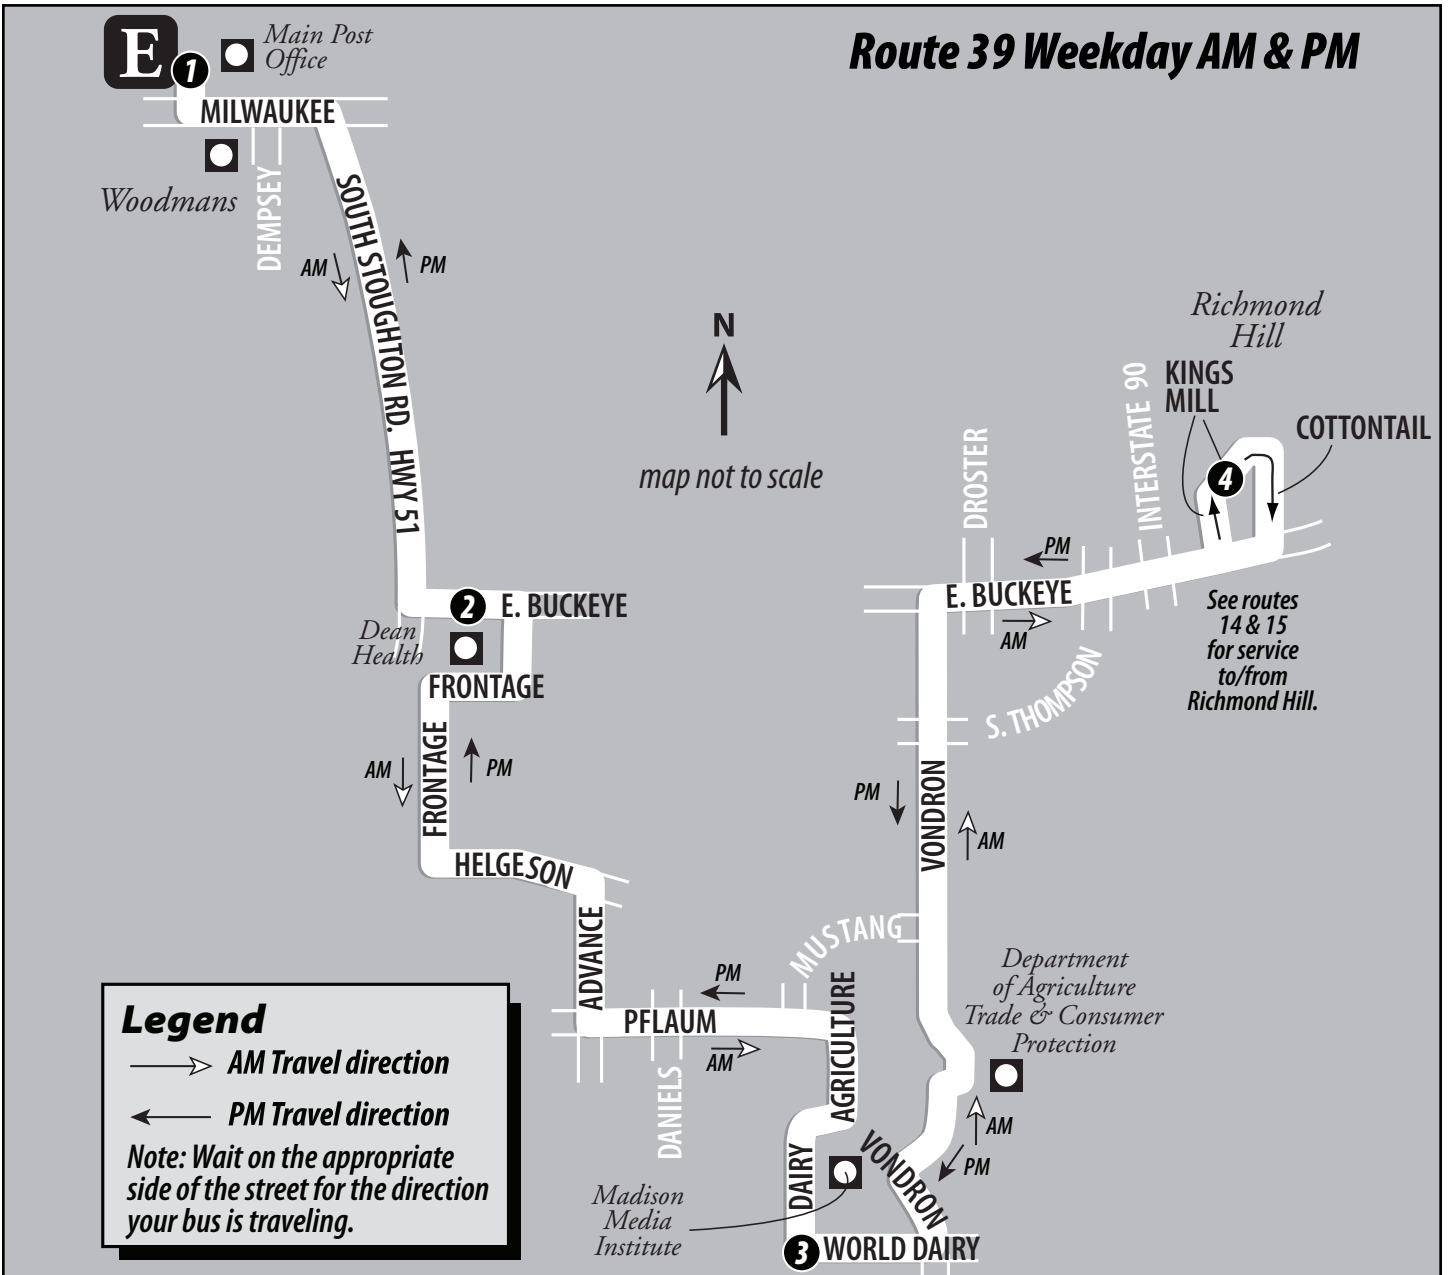 E
1
Main Post
Office
Route 39 Weekday AM & PM
MILWAUKEE
Woodmans
DEMPSEY
SOUTH STOUGHTON RD. HWY 51
AM
PM
N
map not to scale
Richmond
Hill
KINGS
MILL
COTTONTAIL
4
INTERSTATE 90
DROSTER
PM
E. BUCKEYE
AM
See routes
14 & 15
for service
to/from
Richmond Hill.
S. THOMPSON
2
E. BUCKEYE
Dean
Health
FRONTAGE
FRONTAGE
AM
PM
HELGESON
ADVANCE
PM
VONDRON
AM
MUSTANG
PM
PFLAUM
AM
DANIELS
AGRICULTURE
Department
of Agriculture
Trade & Consumer
Protection
AM
PM
VONDRON
DAIRY
Madison
Media
Institute
3
WORLD DAIRY
Legend
AM Travel direction
PM Travel direction
Note: Wait on the appropriate
side of the street for the direction
your bus is traveling.